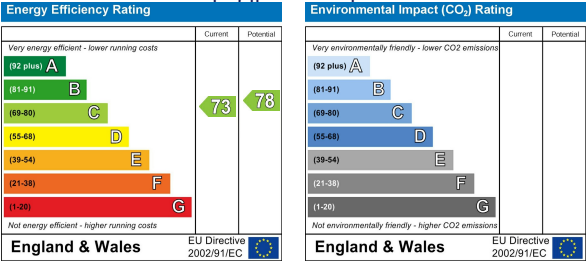 Energy Efficiency Rating
Current Potential
Very energy efficient - lower running costs
(92 plus) A
(81-91) B
(69-80) C
73 78
(55-68) D
(39-54) E
(21-38) F
(1-20) G
Not energy efficient - higher running costs
England & Wales
EU Directive
2002/91/EC
Environmental Impact (CO2) Rating
Current Potential
Very environmentally friendly - lower CO2 emissions
(92 plus) A
(81-91) B
(69-80) C
(55-68) D
(39-54) E
(21-38) F
(1-20) G
Not environmentally friendly - higher CO2 emissions
England & Wales
EU Directive
2002/91/EC